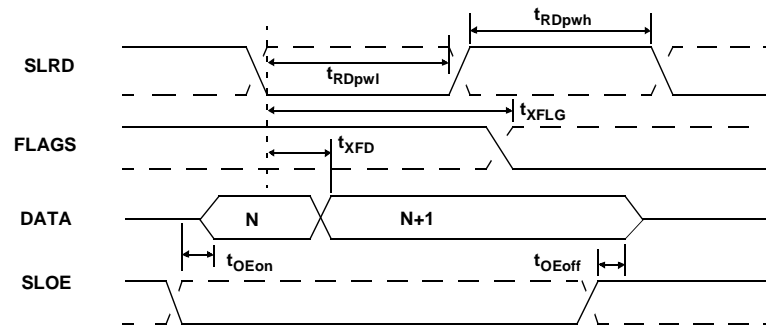 tRDpwh
SLRD
tRDpwl
tXFLG
FLAGS
tXFD
DATA
N
N+1
tOEon
tOEoff
SLOE